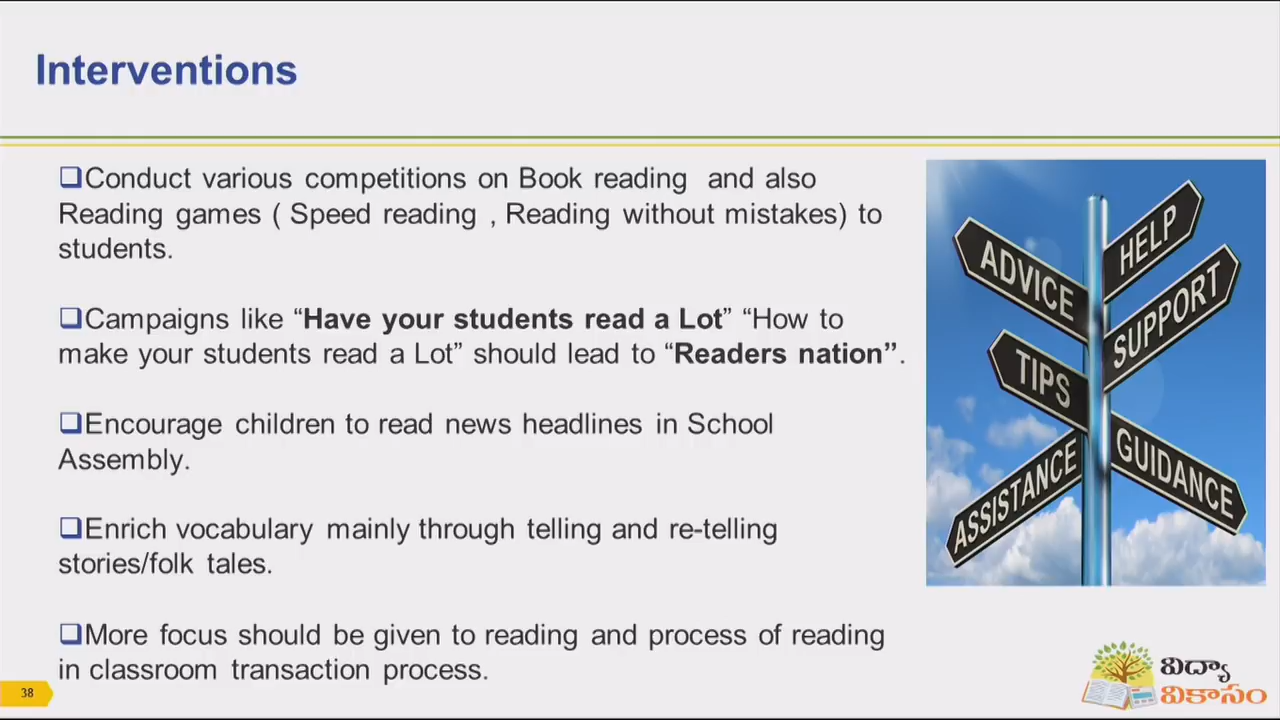 Interventions
❑Conduct various competitions on Book reading and also
Reading games ( Speed reading , Reading without mistakes) to
students.
❑Campaigns like “Have your students read a Lot” “How to
make your students read a Lot” should lead to “Readers nation”.
❑Encourage children to read news headlines in School
Assembly.
❑Enrich vocabulary mainly through telling and re-telling
stories/folk tales.
❑More focus should be given to reading and process of reading
in classroom transaction process.
HELP
ADVICE
SUPPORT
TIPS
GUIDANCE
ASSISTANCE
38
విద్యా
వికాసం